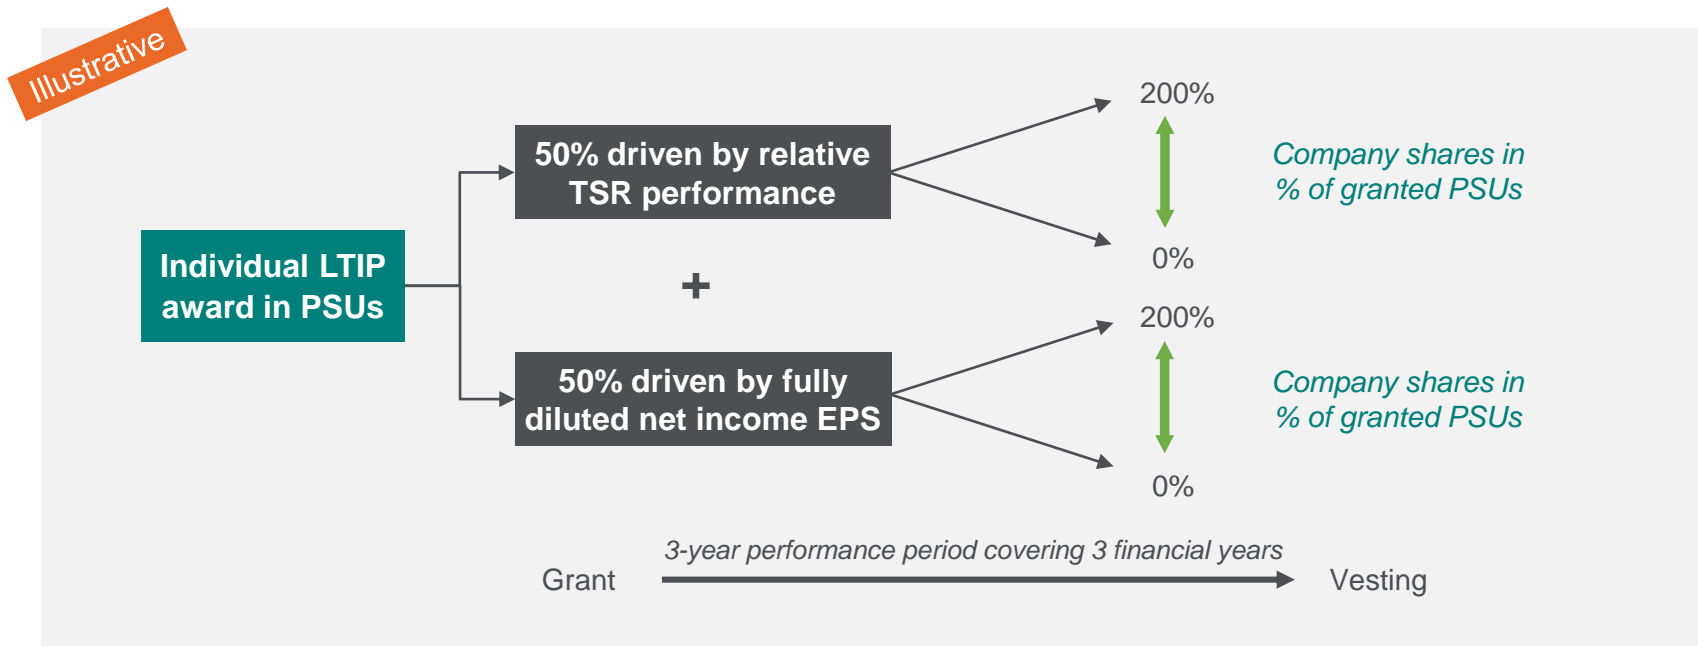 Illustrative
Individual LTIP
award in PSUs
50% driven by relative
TSR performance
+
50% driven by fully
diluted net income EPS
200%
0%
Company shares in
% of granted PSUs
200%
0%
Company shares in
% of granted PSUs
3-year performance period covering 3 financial years
Grant
Vesting